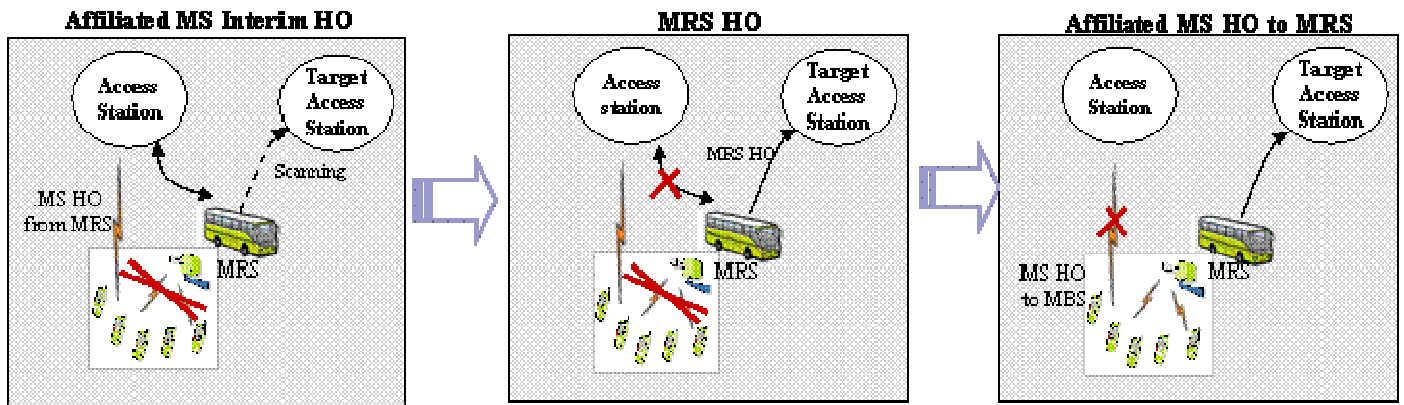 Affiliated MS Interim HO
Access
Station
Target
Access
Station
Scanning
MS HO
from MRS
MRS
MRS HO
Access
station
Target
Access
Station
MRS HO
MRS
Affiliated MS HO to MRS
Access
Station
Target
Access
Station
MS HO
to MBS
MRS